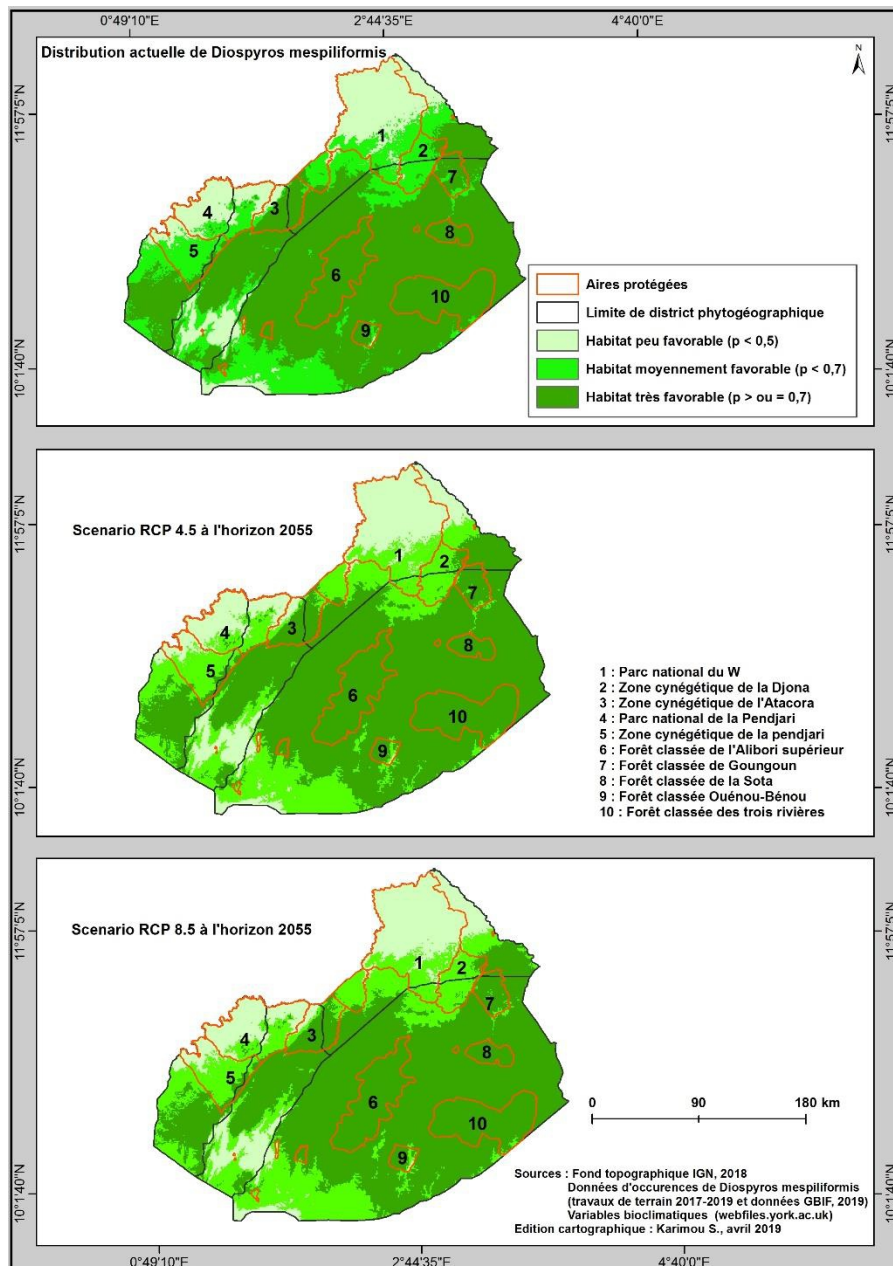 0°49'10"E 2°44'35"E 4°40'0"E
Distribution actuelle de Diospyros mespiliformis
N
11°57'5"N 11°57'5"N
1
2
7
4
3
5
8
6
10
9
Aires protégées
Limite de district phytogéographique
Habitat peu favorable (p < 0,5)
Habitat moyennement favorable (p < 0,7)
Habitat très favorable (p > ou = 0,7)
10°1'40"N 10°1'40"N
Scenario RCP 4.5 à l'horizon 2055
11°57'5"N 11°57'5"N
1
2
7
4
3
5
8
6
10
9
1 : Parc national du W
2 : Zone cynégétique de la Djona
3 : Zone cynégétique de l'Atacora
4 : Parc national de la Pendjari
5 : Zone cynégétique de la pendjari
6 : Forêt classée de l'Alibori supérieur
7 : Forêt classée de Goungoun
8 : Forêt classée de la Sota
9 : Forêt classée Ouénou-Bénou
10 : Forêt classée des trois rivières
10°1'40"N 10°1'40"N
Scenario RCP 8.5 à l'horizon 2055
11°57'5"N 11°57'5"N
1
2
7
4
3
5
8
6
10
9
0 90 180 km
Sources : Fond topographique IGN, 2018
Données d'occurences de Diospyros mespiliformis
(travaux de terrain 2017-2019 et données GBIF, 2019)
Variables bioclimatiques (webfiles.york.ac.uk)
Edition cartographique : Karimou S., avril 2019
10°1'40"N 10°1'40"N
0°49'10"E 2°44'35"E 4°40'0"E